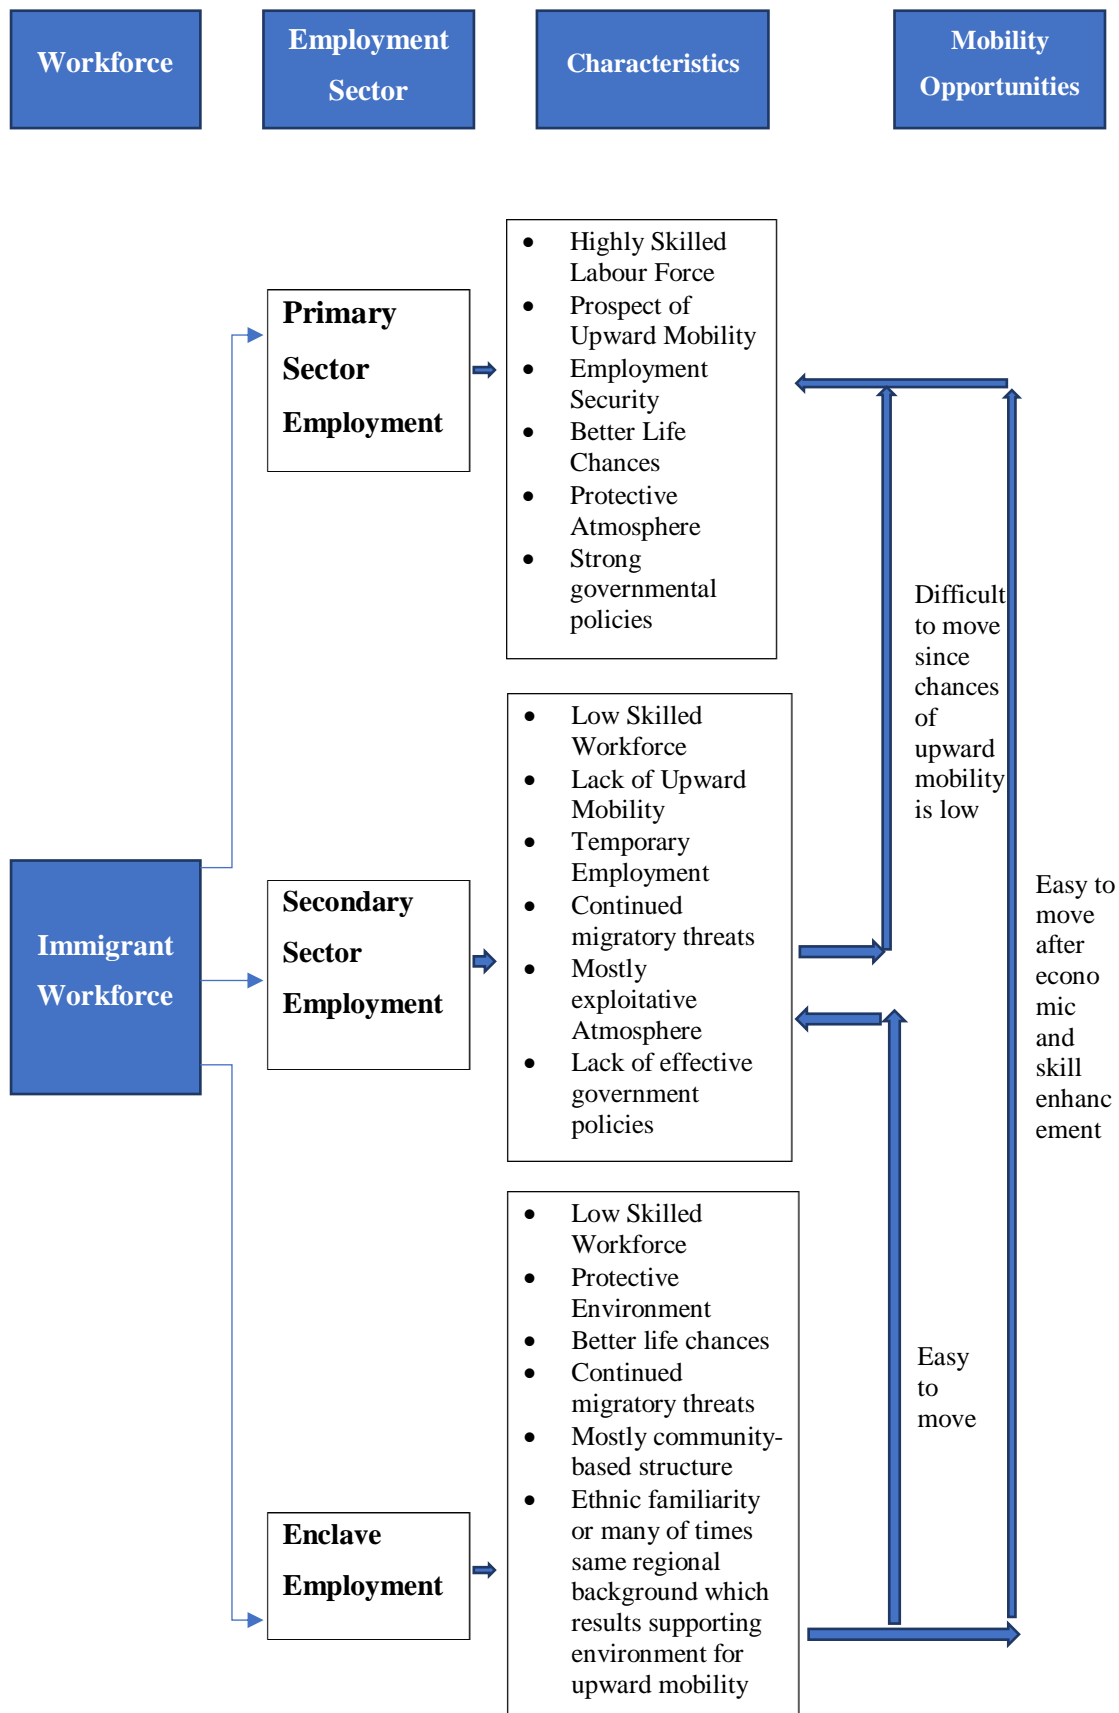 Workforce
Employment
Sector
Characteristics
Mobility
Opportunities
Immigrant
Workforce
Primary
Sector
Employment
• Highly Skilled
Labour Force
• Prospect of
Upward Mobility
• Employment
Security
• Better Life
Chances
• Protective
Atmosphere
• Strong
governmental
policies
Secondary
Sector
Employment
• Low Skilled
Workforce
• Lack of Upward
Mobility
• Temporary
Employment
• Continued
migratory threats
• Mostly
exploitative
Atmosphere
• Lack of effective
government
policies
Enclave
Employment
• Low Skilled
Workforce
• Protective
Environment
• Better life chances
• Continued
migratory threats
• Mostly community-
based structure
• Ethnic familiarity
or many of times
same regional
background which
results supporting
environment for
upward mobility
Difficult
to move
since
chances
of
upward
mobility
is low
Easy to
move
after
econo
mic
and
skill
enhanc
ement
Easy
to
move